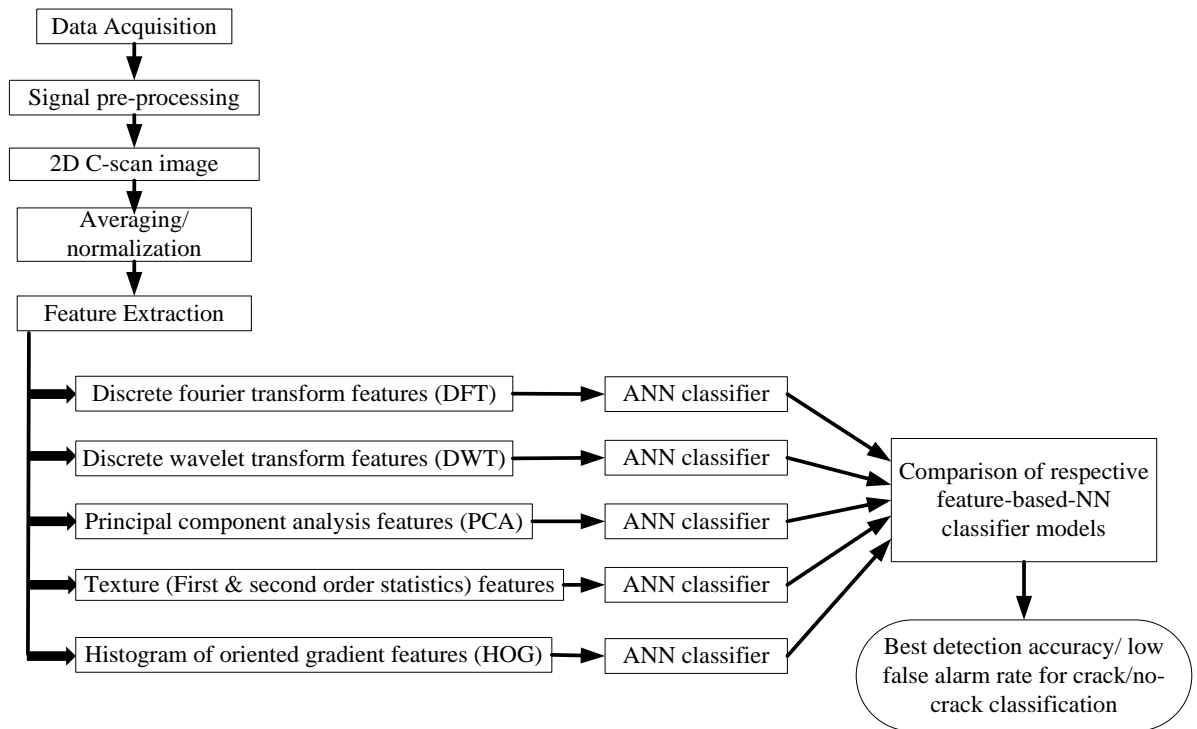 Data Acquisition
Signal pre-processing
2D C-scan image
Averaging/
normalization
Feature Extraction
Discrete fourier transform features (DFT)
ANN classifier
Discrete wavelet transform features (DWT)
ANN classifier
Principal component analysis features (PCA)
ANN classifier
Texture (First & second order statistics) features
ANN classifier
Histogram of oriented gradient features (HOG)
ANN classifier
Comparison of respective
feature-based-NN
classifier models
Best detection accuracy/ low
false alarm rate for crack/no-
crack classification